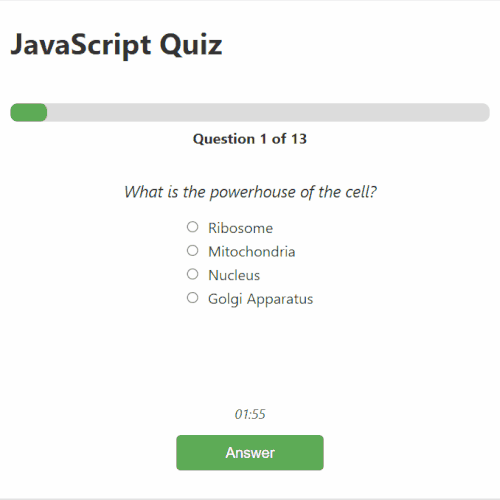 JavaScript Quiz
Question 1 of 13
What is the powerhouse of the cell?
Ribosome
Mitochondria
Nucleus
Golgi Apparatus
01:55
Answer